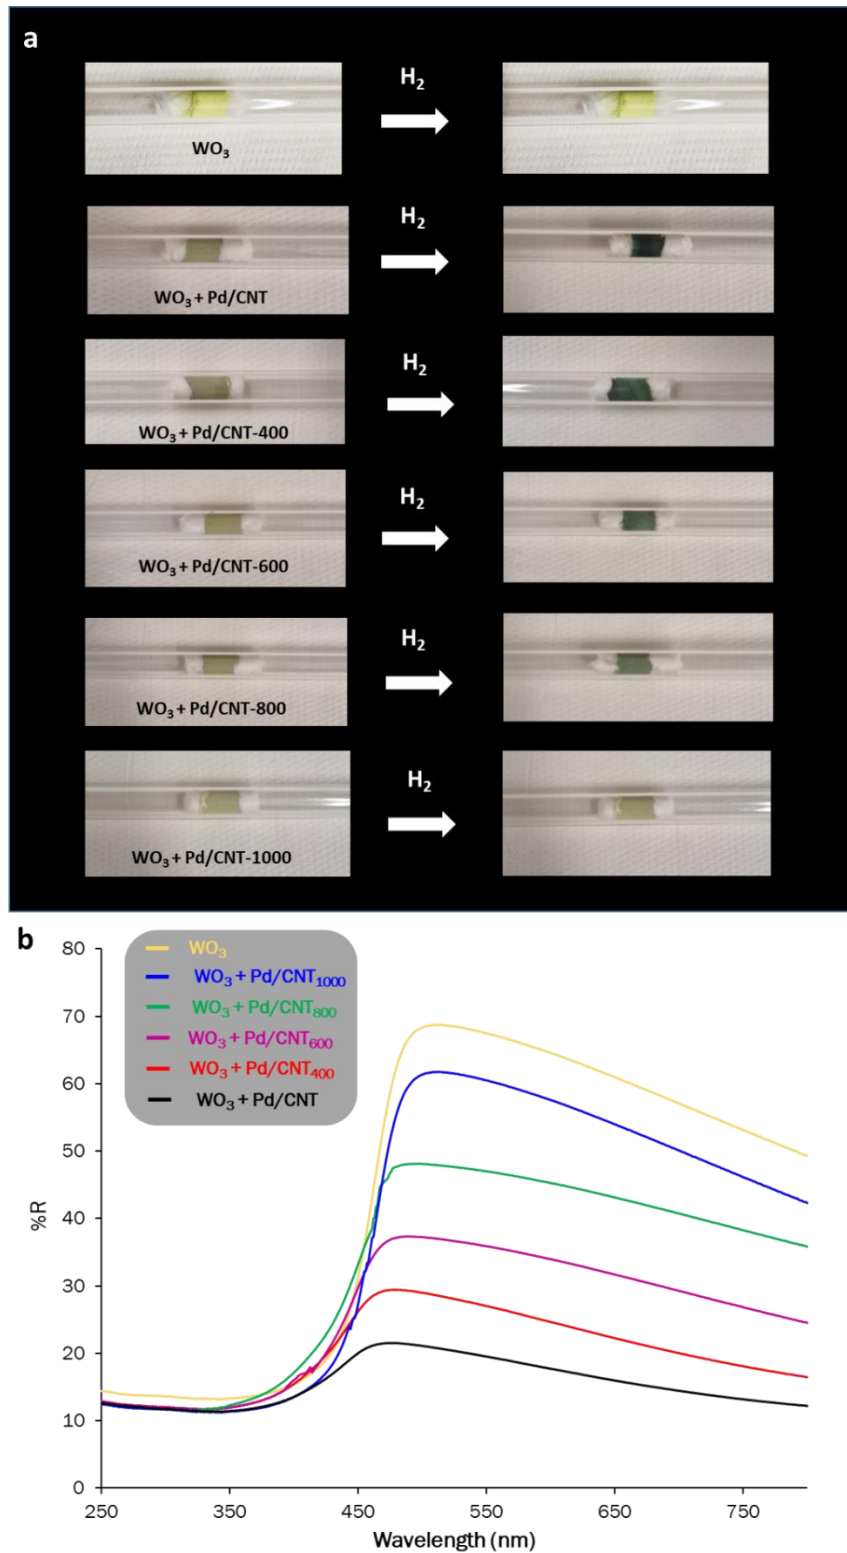 a
H₂
WO₃
H₂
WO₃ + Pd/CNT
H₂
WO₃ + Pd/CNT-400
H₂
WO₃ + Pd/CNT-600
H₂
WO₃ + Pd/CNT-800
H₂
WO₃ + Pd/CNT-1000
b
WO₃
WO₃ + Pd/CNT₁₀₀₀
WO₃ + Pd/CNT₈₀₀
WO₃ + Pd/CNT₆₀₀
WO₃ + Pd/CNT₄₀₀
WO₃ + Pd/CNT
80
70
60
50
40
30
20
10
0
%R
250 350 450 550 650 750
Wavelength (nm)